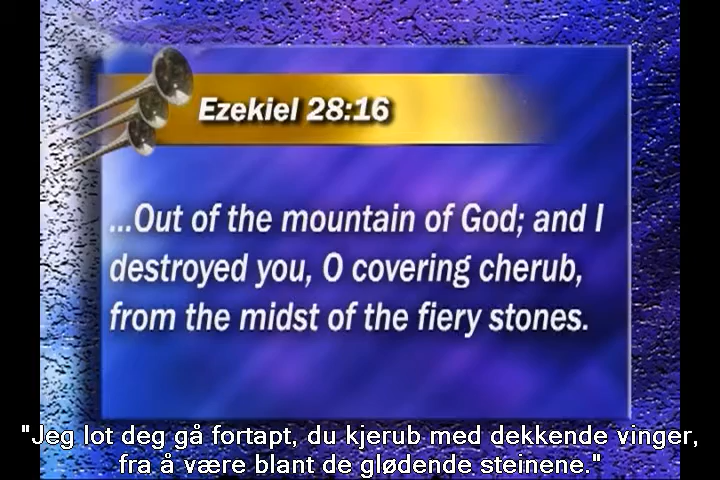 Ezekiel 28:16
...Out of the mountain of God; and I
destroyed you, O covering cherub,
from the midst of the fiery stones.
"Jeg lot deg gå fortapt, du kjerub med dekkende vinger,
fra å være blant de glødende steinene."